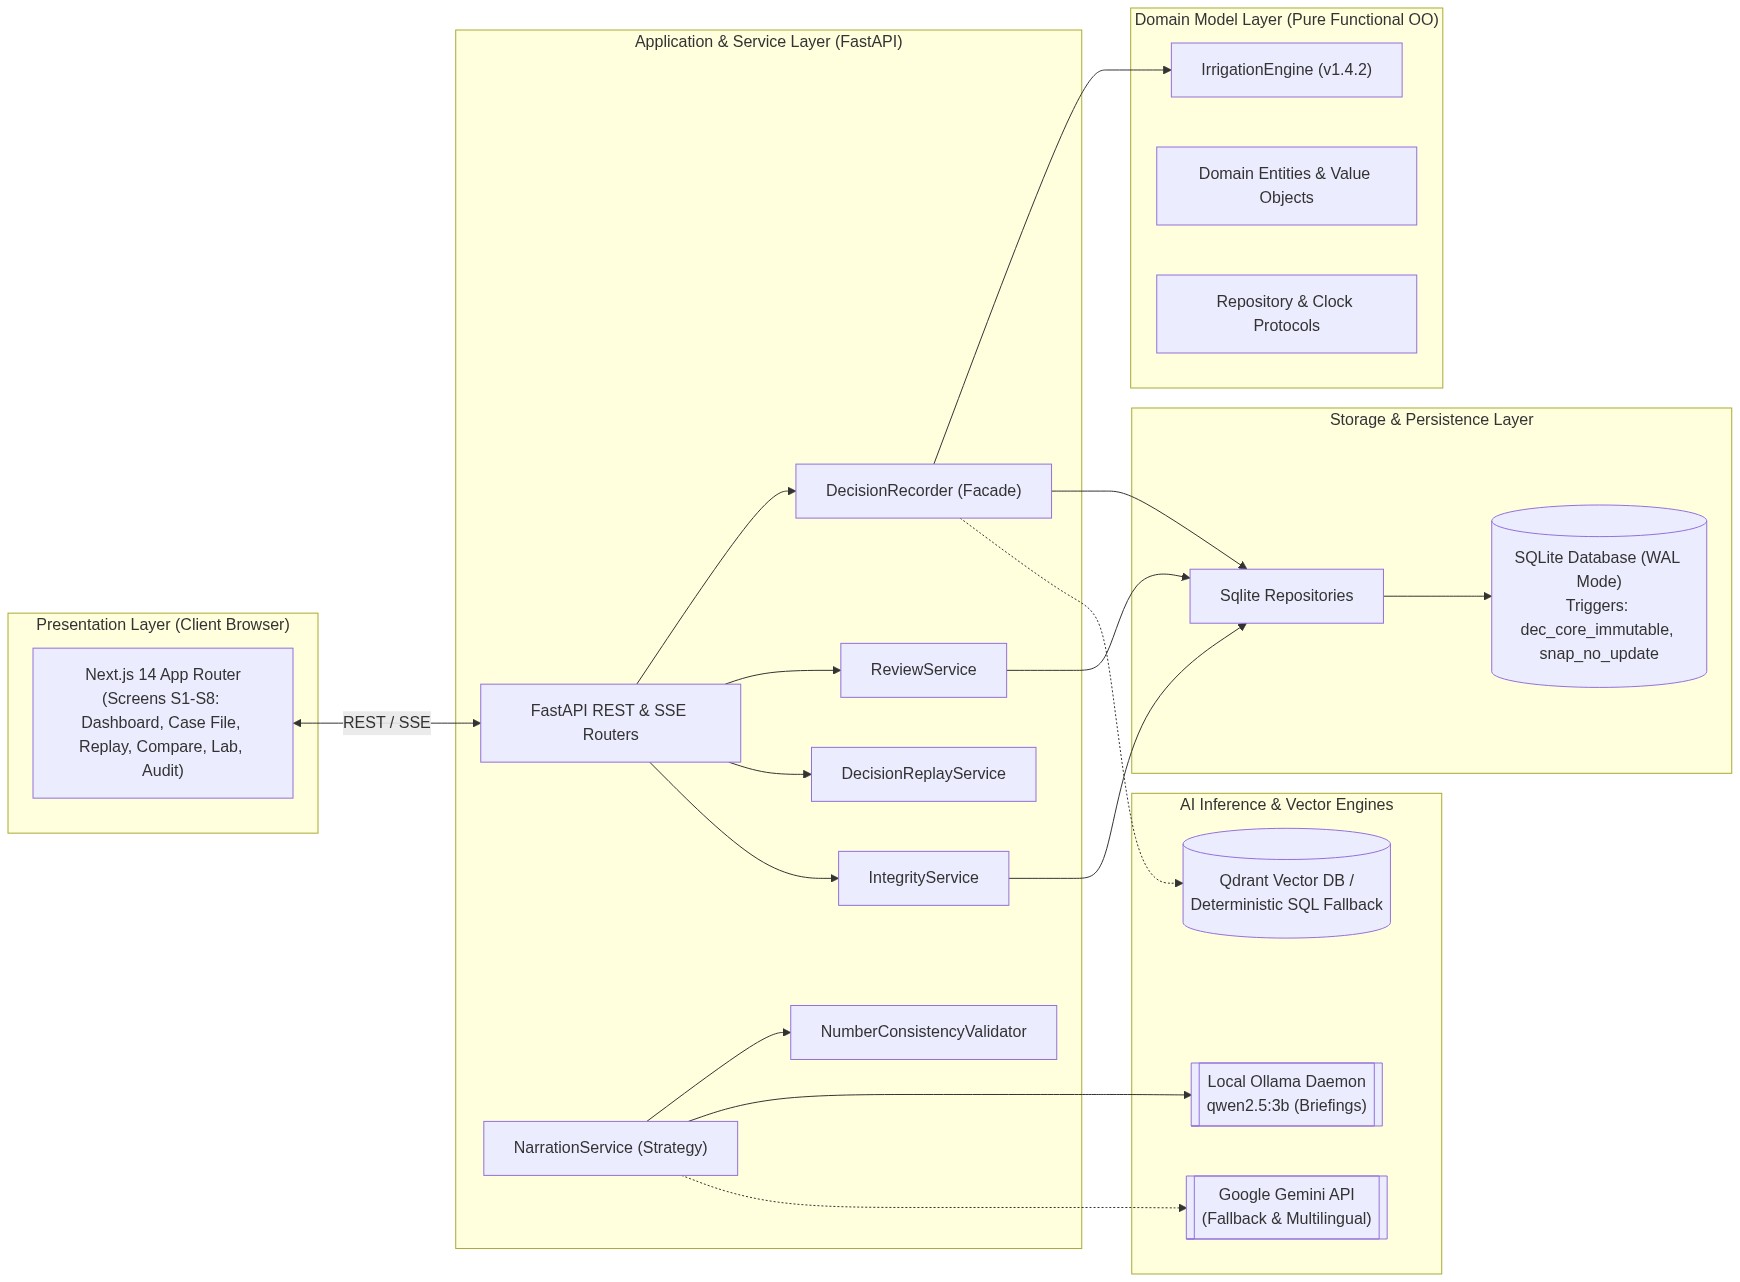 Presentation Layer (Client Browser)
Next.js 14 App Router
(Screens S1-S8:
Dashboard, Case File,
Replay, Compare, Lab,
Audit)
REST / SSE
Application & Service Layer (FastAPI)
FastAPI REST & SSE
Routers
DecisionRecorder (Facade)
ReviewService
DecisionReplayService
IntegrityService
NumberConsistencyValidator
NarrationService (Strategy)
Domain Model Layer (Pure Functional OO)
IrrigationEngine (v1.4.2)
Domain Entities & Value
Objects
Repository & Clock
Protocols
Storage & Persistence Layer
Sqlite Repositories
SQLite Database (WAL
Mode)
Triggers:
dec_core_immutable,
snap_no_update
AI Inference & Vector Engines
Qdrant Vector DB /
Deterministic SQL Fallback
Local Ollama Daemon
qwen2.5:3b (Briefings)
Google Gemini API
(Fallback & Multilingual)